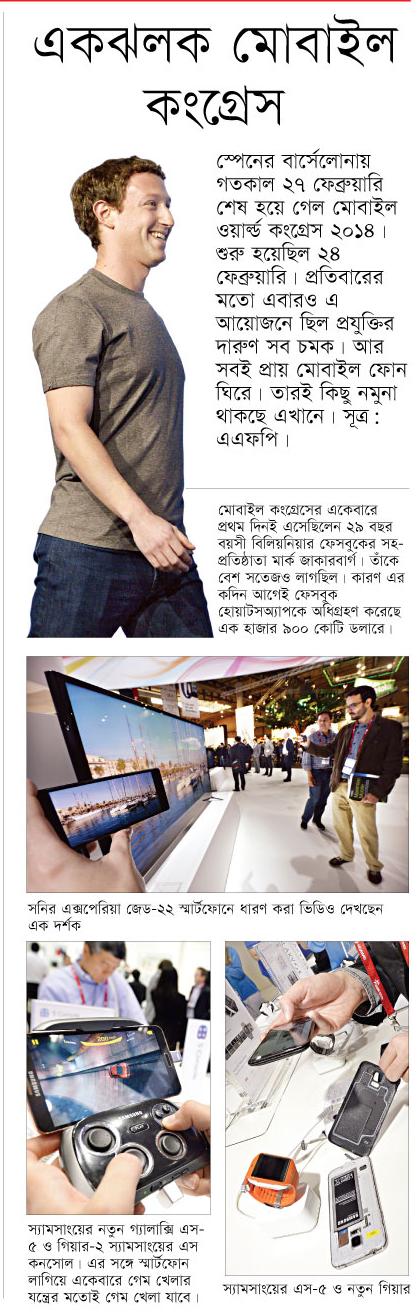 একঝলক মোবাইল
কংগ্রেস
স্পেনের বার্সেলোনায়
গতকাল ২৭ ফেব্রুয়ারি
শেষ হয়ে গেল মোবাইল
ওয়ার্ল্ড কংগ্রেস ২০১৪।
শুরু হয়েছিল ২৪
ফেব্রুয়ারি। প্রতিবারের
মতো এবারও এ
আয়োজনে ছিল প্রযুক্তির
দারুণ সব চমক। আর
সবই প্রায় মোবাইল ফোন
ঘিরে। তারই কিছু নমুনা
থাকছে এখানে। সূত্র:
এএফপি।
মোবাইল কংগ্রেসের একেবারে
প্রথম দিনই এসেছিলেন ২৯ বছর
বয়সী বিলিয়নিয়ার ফেসবুকের সহ-
প্রতিষ্ঠাতা মার্ক জাকারবার্গ। তাঁকে
বেশ সতেজও লাগছিল। কারণ এর
কদিন আগেই ফেসবুক
হোয়াটসঅ্যাপকে অধিগ্রহণ করেছে
এক হাজার ৯০০ কোটি ডলারে।
সনির এক্সপেরিয়া জেড-২২ স্মার্টফোনে ধারণ করা ভিডিও দেখছেন
এক দর্শক
SAMSUNG
SAMSUNG
স্যামসাংয়ের নতুন গ্যালাক্সি এস-
৫ ও গিয়ার-২ স্যামসাংয়ের এস
কনসোল। এর সঙ্গে স্মার্টফোন
লাগিয়ে একেবারে গেম খেলার
যন্ত্রের মতোই গেম খেলা যাবে।
স্যামসাংয়ের এস-৫ ও নতুন গিয়ার